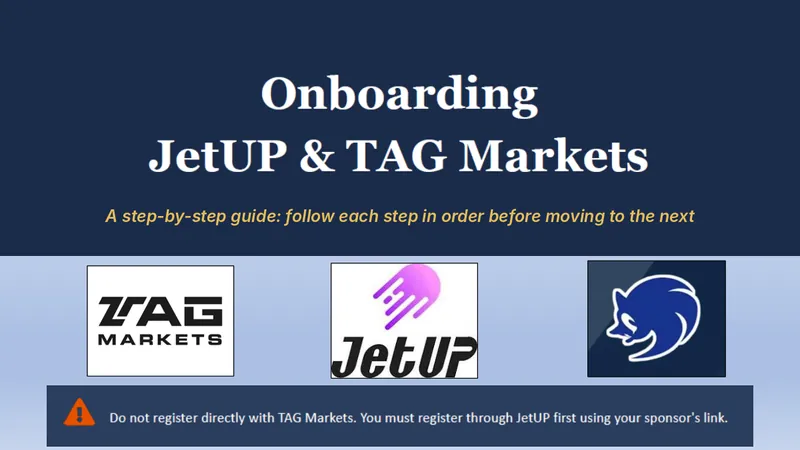 Onboarding
JetUP & TAG Markets
A step-by-step guide: follow each step in order before moving to the next
TAG
MARKETS
JetUP
Do not register directly with TAG Markets. You must register through JetUP first using your sponsor's link.